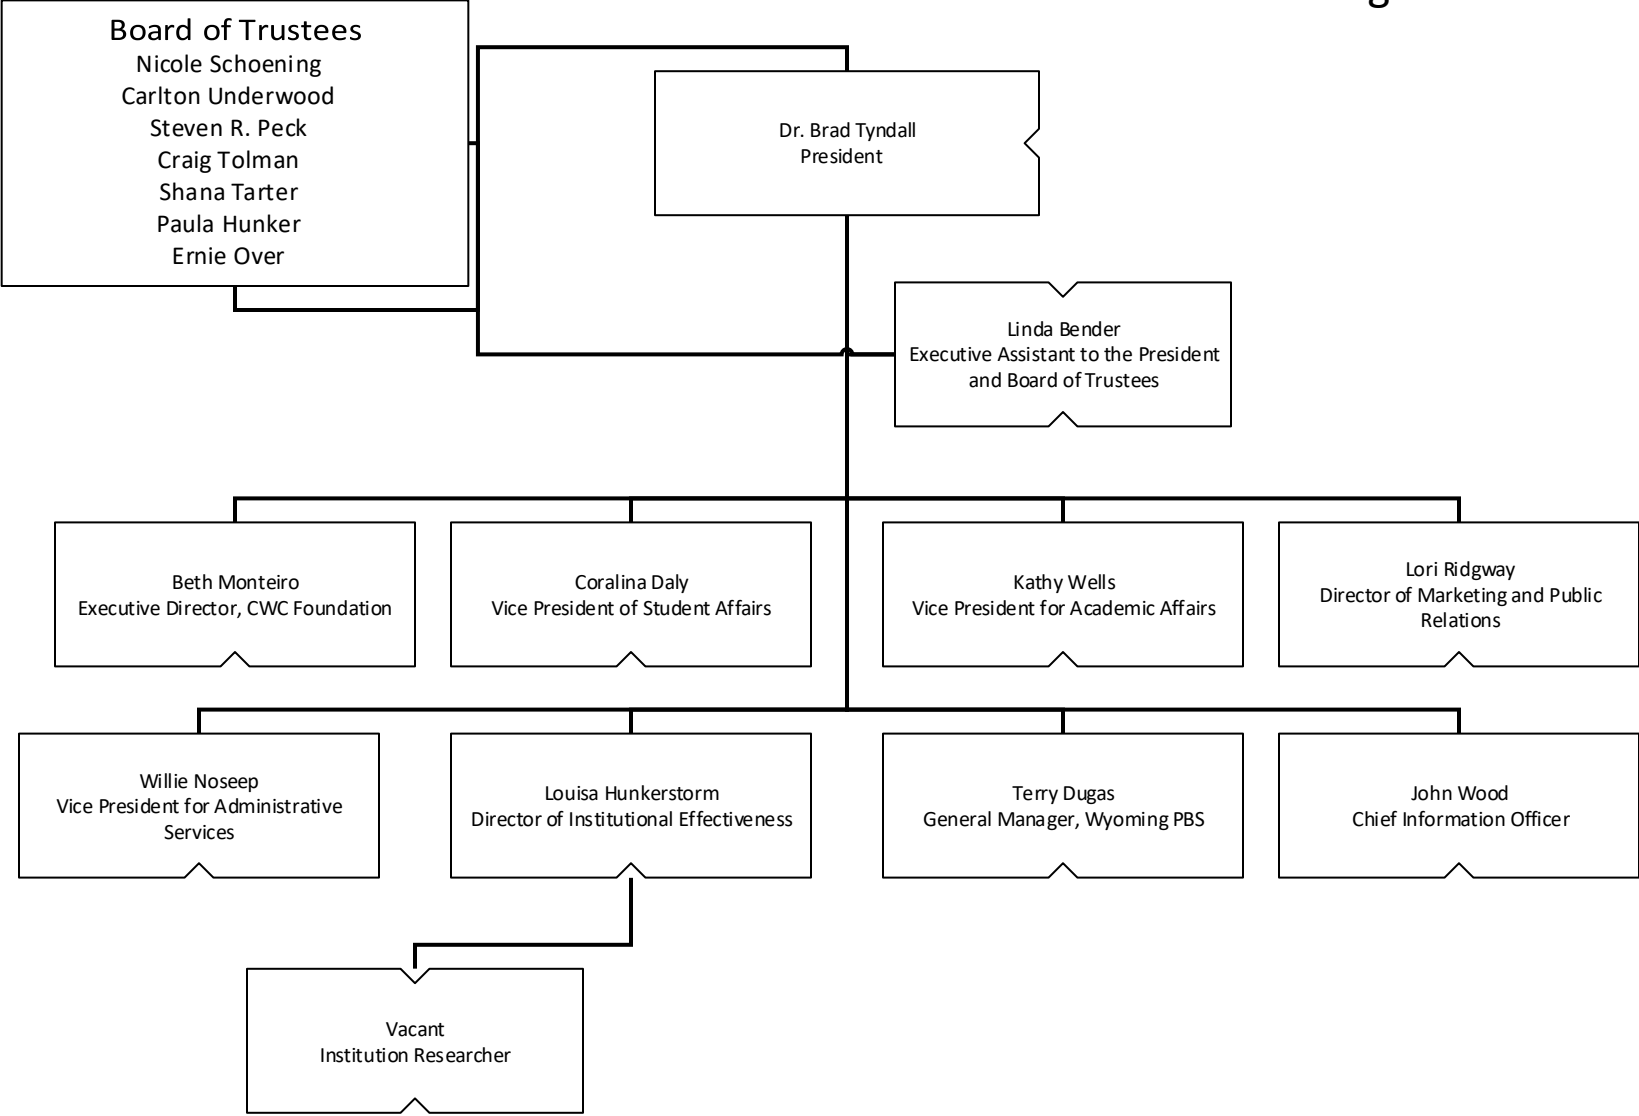 Board of Trustees
Nicole Schoening
Carlton Underwood
Steven R. Peck
Craig Tolman
Shana Tarter
Paula Hunker
Ernie Over
Dr. Brad Tyndall
President
Linda Bender
Executive Assistant to the President
and Board of Trustees
Beth Monteiro
Executive Director, CWC Foundation
Coralina Daly
Vice President of Student Affairs
Kathy Wells
Vice President for Academic Affairs
Lori Ridgway
Director of Marketing and Public
Relations
Willie Noseep
Vice President for Administrative
Services
Louisa Hunkerstorm
Director of Institutional Effectiveness
Terry Dugas
General Manager, Wyoming PBS
John Wood
Chief Information Officer
Vacant
Institution Researcher